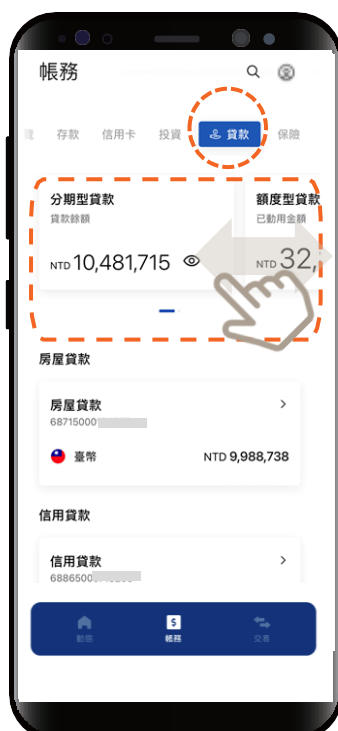 帳務
存款 信用卡 投資 貸款 保險
分期型貸款
貸款餘額
NTD 10,481,715
額度型貸款
已動用金額
NTD 32,
房屋貸款
房屋貸款
68715000
臺幣 NTD 9,988,738
信用貸款
信用貸款
6886500
動態 帳務 交易